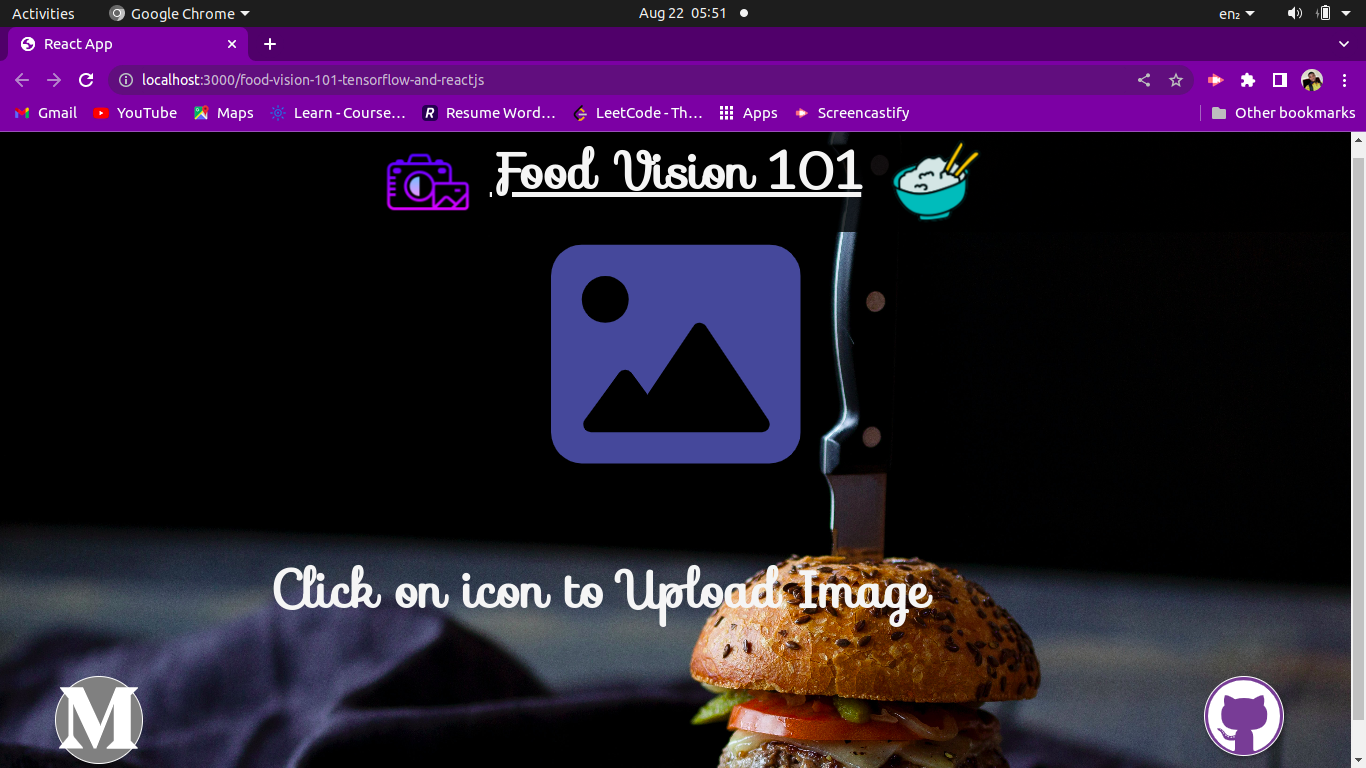 Activities Google Chrome Aug 22 05:51 en₂
React App
localhost:3000/food-vision-101-tensorflow-and-reactjs
Gmail YouTube Maps Learn - Course… R Resume Word… LeetCode - Th… Apps Screencastify Other bookmarks
Food Vision 101
Click on icon to Upload Image
M